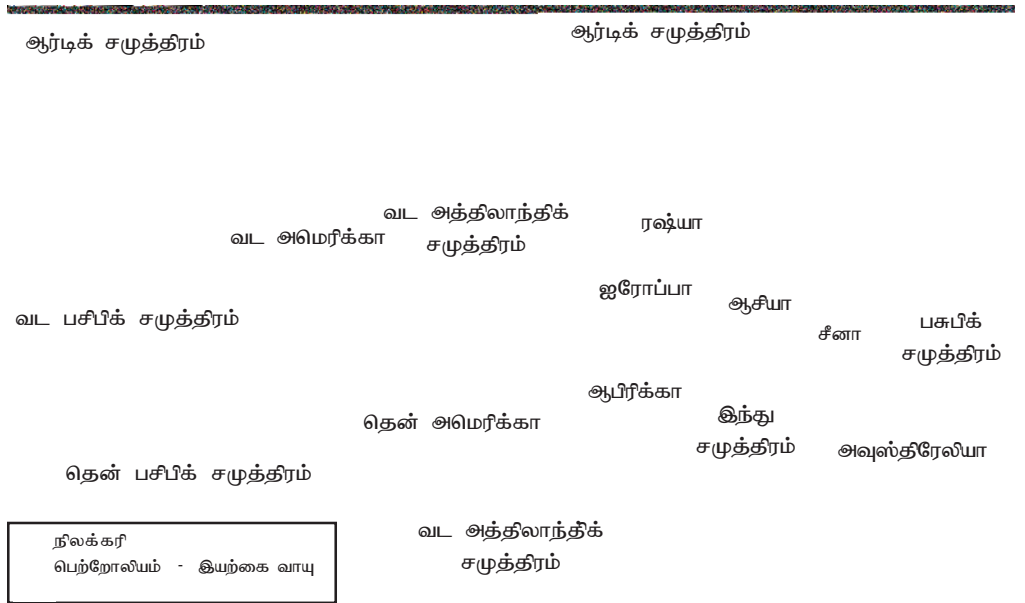 ஆர்டிக் சமுத்திரம்
ஆர்டிக் சமுத்திரம்
வட அத்திலாந்திக்
சமுத்திரம்
வட அமெரிக்கா
ரஷ்யா
ஐரோப்பா
ஆசியா
வட பசிபிக் சமுத்திரம்
சீனா
பசுபிக்
சமுத்திரம்
ஆபிரிக்கா
தென் அமெரிக்கா
இந்து
சமுத்திரம்
அவுஸ்திரேலியா
தென் பசிபிக் சமுத்திரம்
வட அத்திலாந்திக்
சமுத்திரம்
நிலக்கரி
பெற்றோலியம் - இயற்கை வாயு